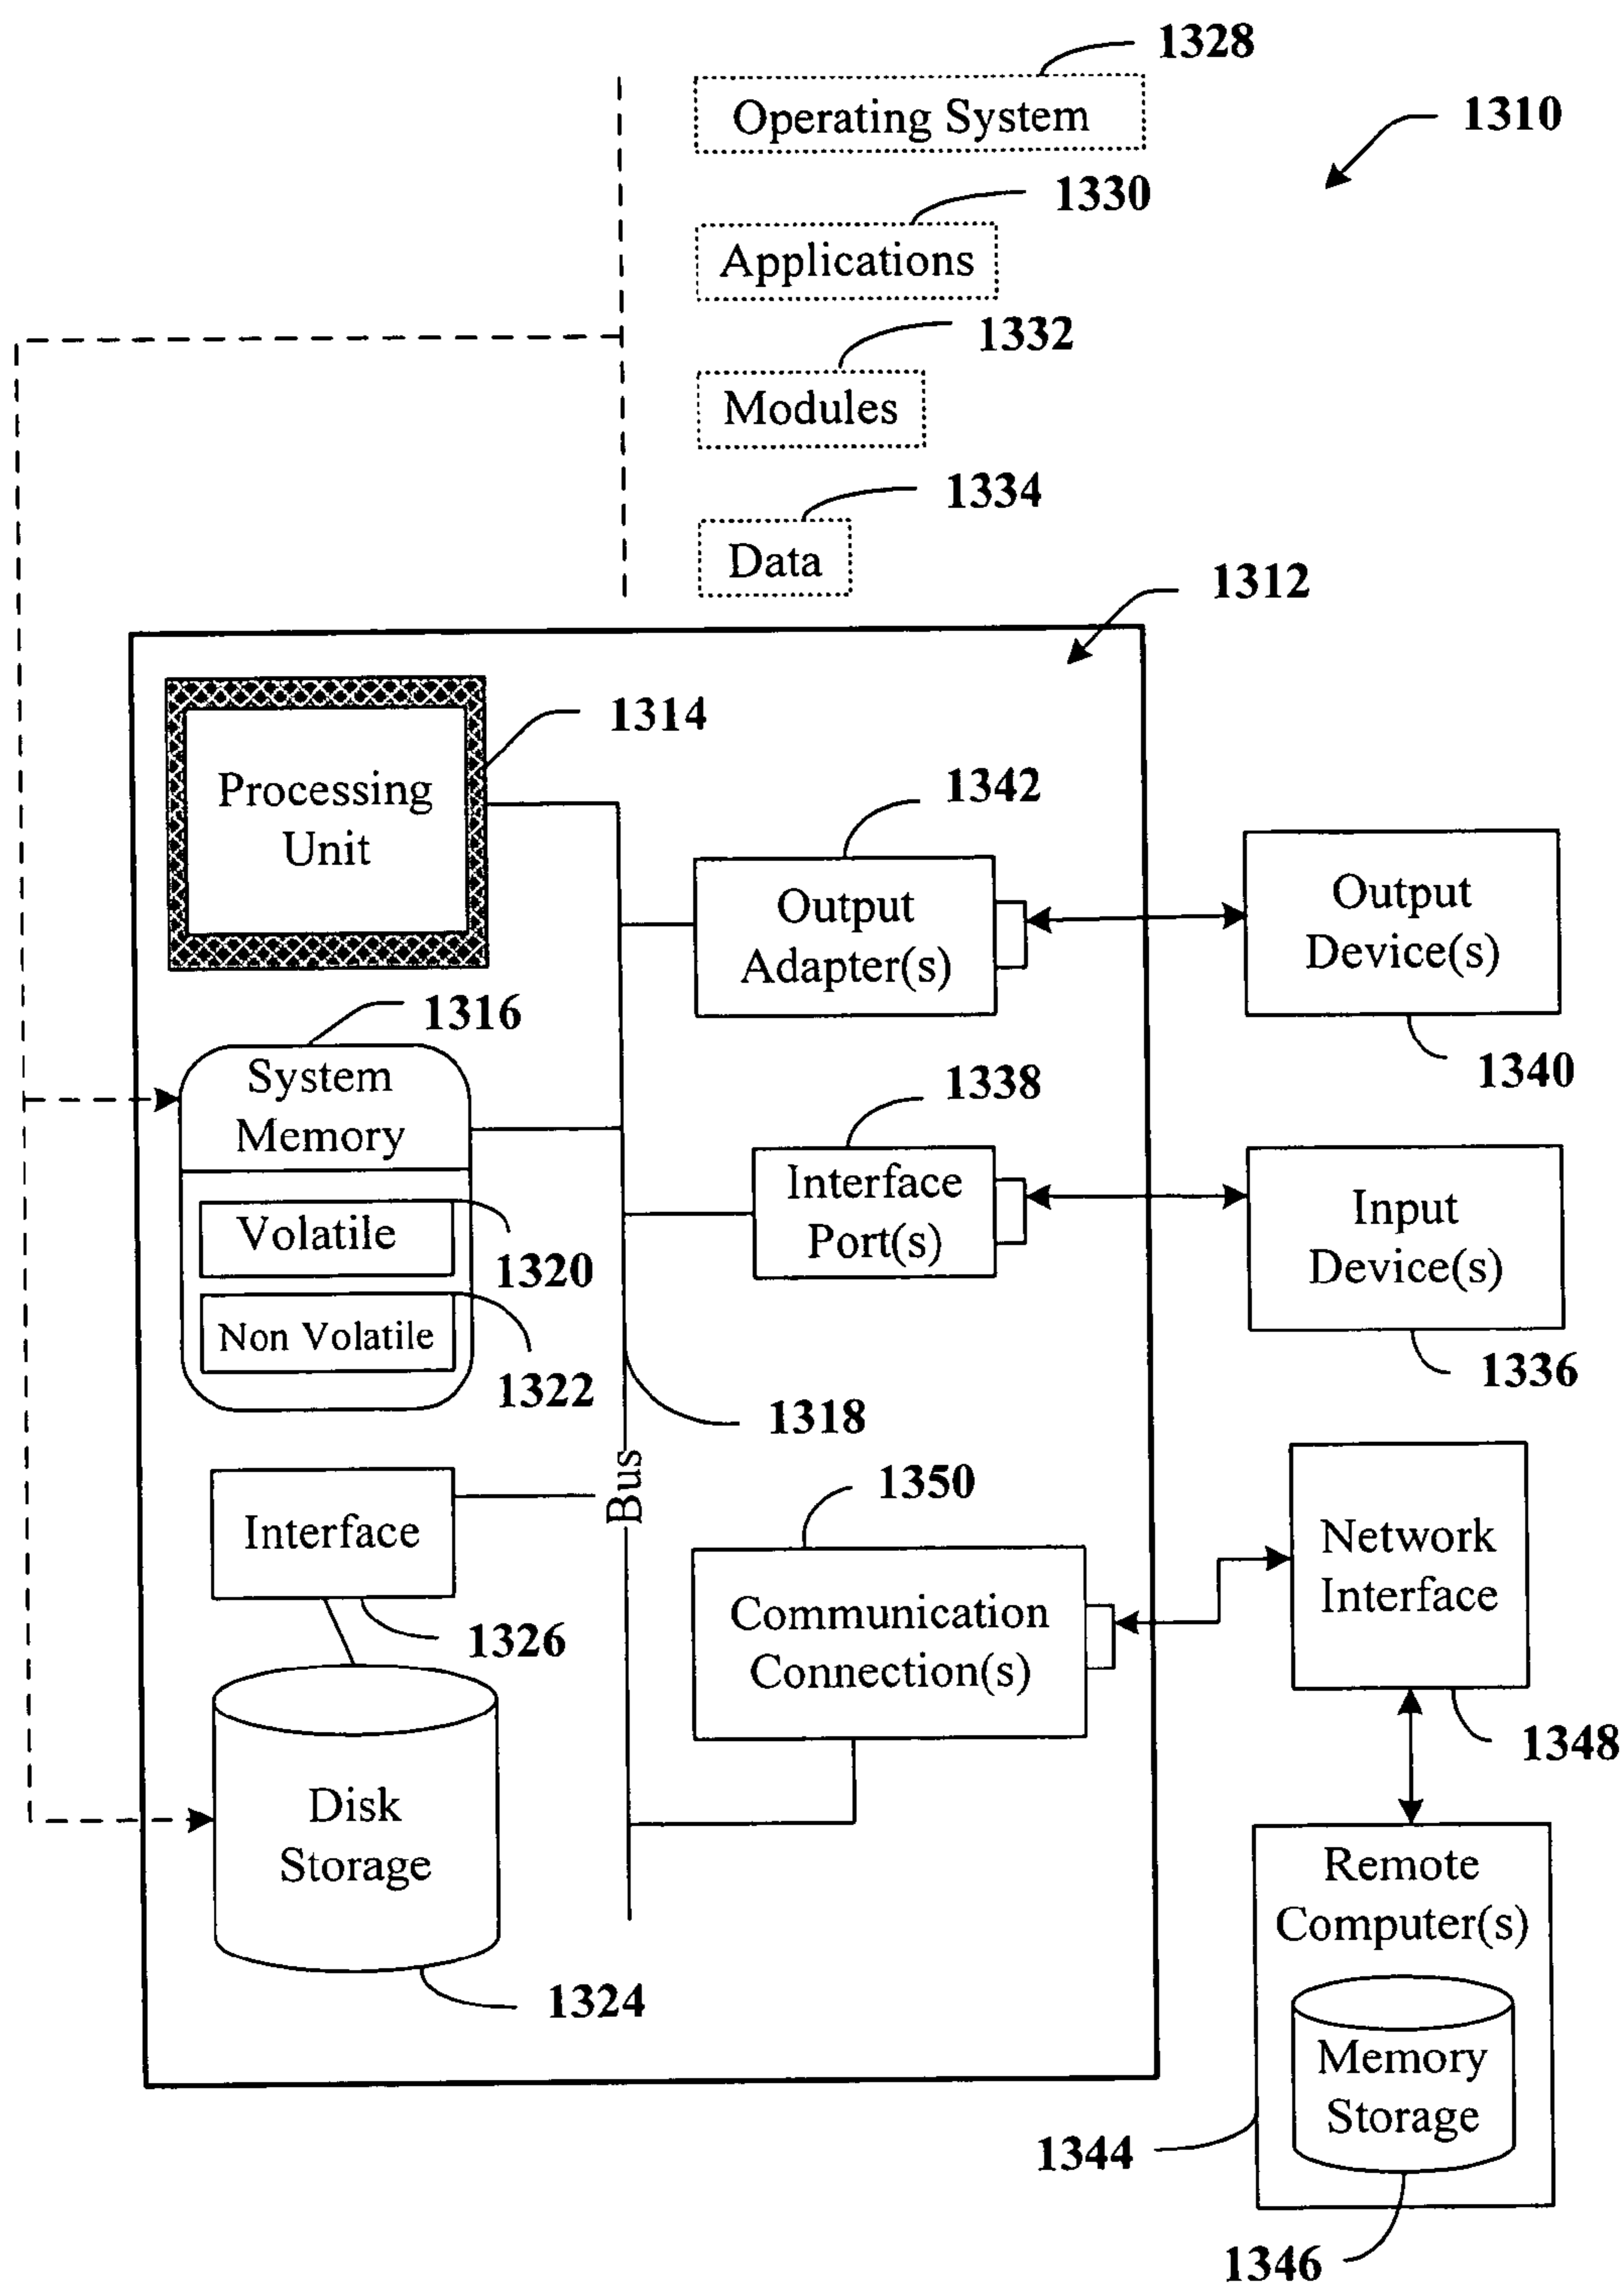 1328
Operating System
1310
1330
Applications
1332
Modules
1334
Data
1312
1314
Processing
Unit
1342
Output
Adapter(s)
Output
Device(s)
1340
1316
System
Memory
1338
Interface
Port(s)
Input
Device(s)
1336
Volatile
1320
Non Volatile
1322
1318
Bus
1350
Interface
1326
Communication
Connection(s)
Network
Interface
1348
Disk
Storage
1324
Remote
Computer(s)
Memory
Storage
1344
1346